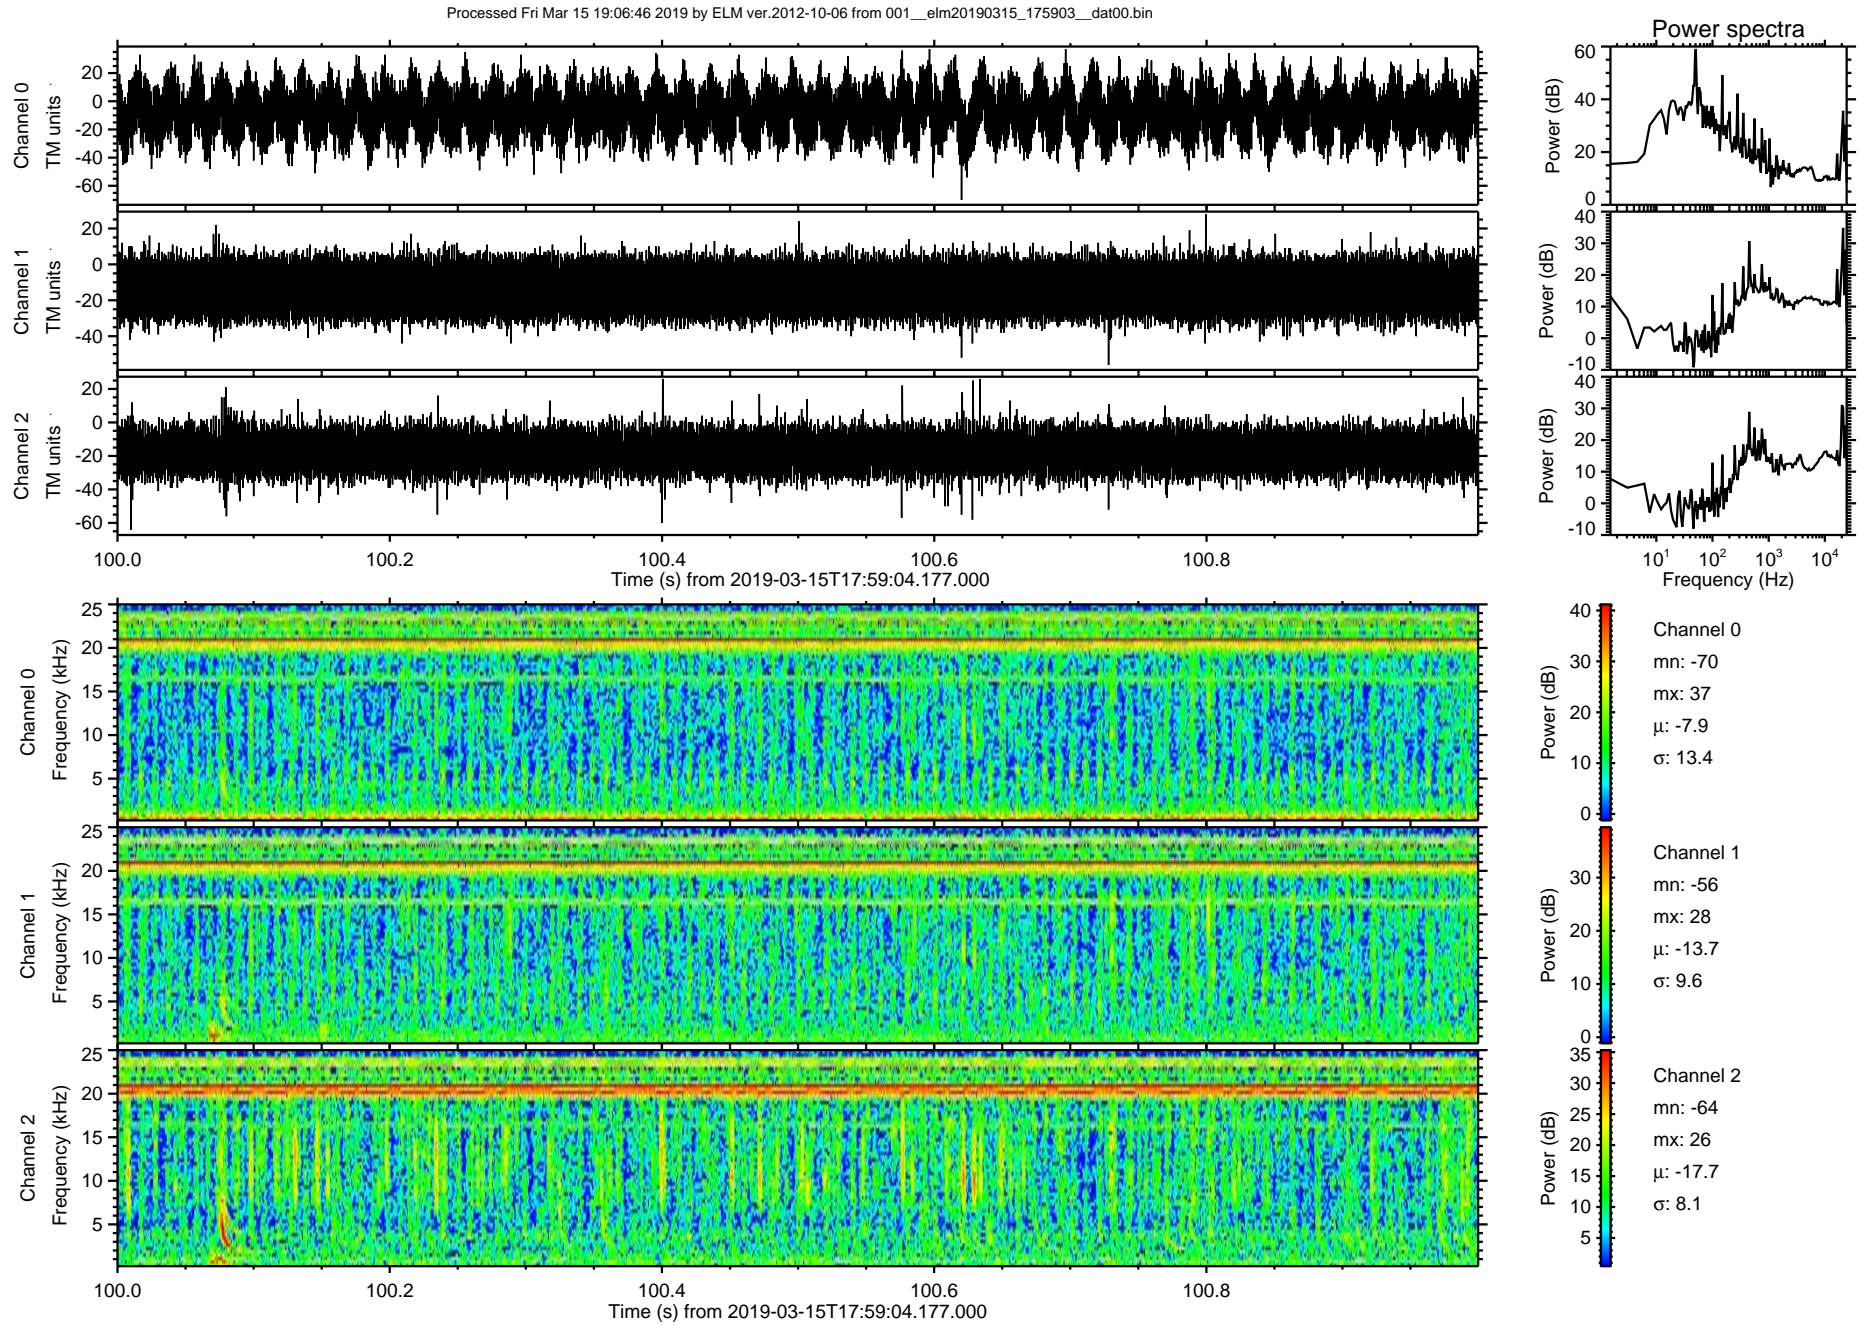 Processed Fri Mar 15 19:06:46 2019 by ELM ver.2012-10-06 from 001__elm20190315_175903__dat00.bin
Power spectra
Channel 0
TM units
20
0
-20
-40
-60
Power (dB)
60
40
20
0
Channel 1
TM units
20
0
-20
-40
Power (dB)
40
30
20
10
0
-10
Channel 2
TM units
20
0
-20
-40
-60
Power (dB)
40
30
20
10
0
-10
100.0 100.2 100.4 100.6 100.8
Time (s) from 2019-03-15T17:59:04.177.000
10¹ 10² 10³ 10⁴
Frequency (Hz)
Channel 0
Frequency (kHz)
25
20
15
10
5
Power (dB)
40
30
20
10
0
Channel 0
mn: -70
mx: 37
μ: -7.9
σ: 13.4
Channel 1
Frequency (kHz)
25
20
15
10
5
Power (dB)
30
20
10
0
Channel 1
mn: -56
mx: 28
μ: -13.7
σ: 9.6
Channel 2
Frequency (kHz)
25
20
15
10
5
Power (dB)
35
30
25
20
15
10
5
Channel 2
mn: -64
mx: 26
μ: -17.7
σ: 8.1
100.0 100.2 100.4 100.6 100.8
Time (s) from 2019-03-15T17:59:04.177.000